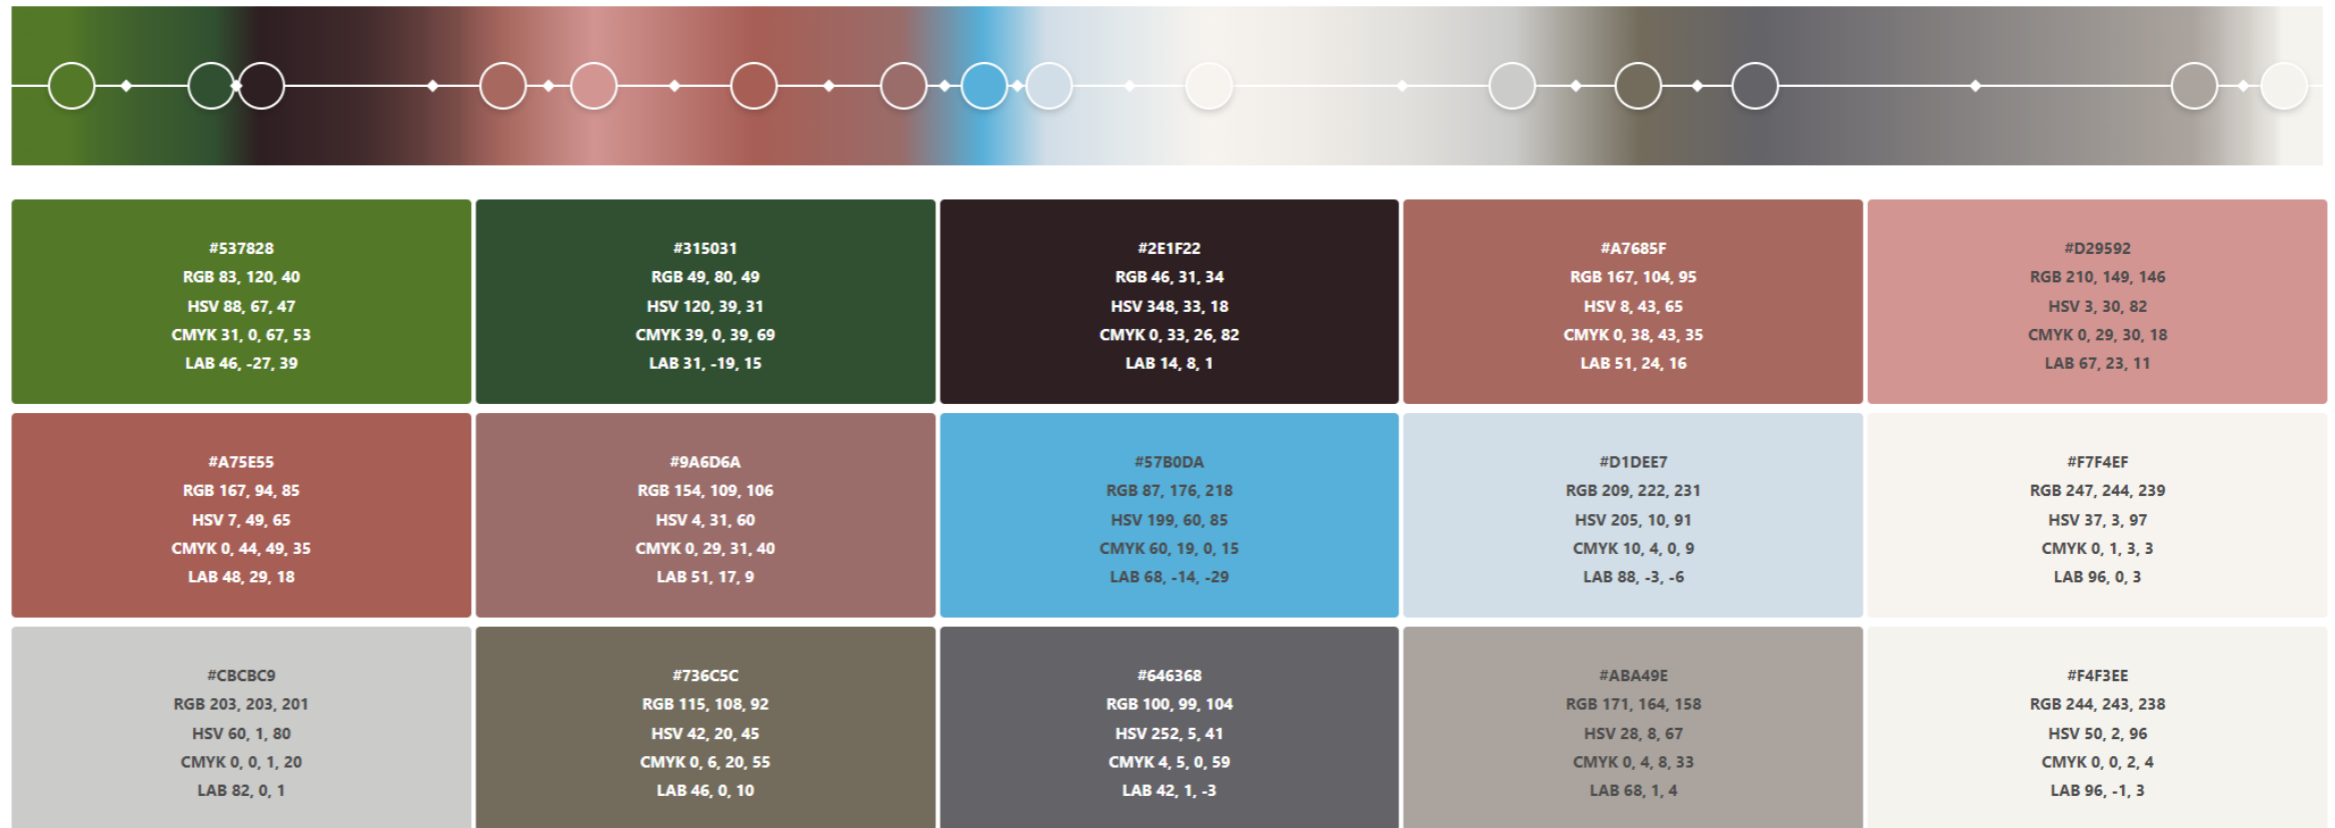 #537828
RGB 83, 120, 40
HSV 88, 67, 47
CMYK 31, 0, 67, 53
LAB 46, -27, 39
#315031
RGB 49, 80, 49
HSV 120, 39, 31
CMYK 39, 0, 39, 69
LAB 31, -19, 15
#2E1F22
RGB 46, 31, 34
HSV 348, 33, 18
CMYK 0, 33, 26, 82
LAB 14, 8, 1
#A7685F
RGB 167, 104, 95
HSV 8, 43, 65
CMYK 0, 38, 43, 35
LAB 51, 24, 16
#D29592
RGB 210, 149, 146
HSV 3, 30, 82
CMYK 0, 29, 30, 18
LAB 67, 23, 11
#A75E55
RGB 167, 94, 85
HSV 7, 49, 65
CMYK 0, 44, 49, 35
LAB 48, 29, 18
#9A6D6A
RGB 154, 109, 106
HSV 4, 31, 60
CMYK 0, 29, 31, 40
LAB 51, 17, 9
#57B0DA
RGB 87, 176, 218
HSV 199, 60, 85
CMYK 60, 19, 0, 15
LAB 68, -14, -29
#D1DEE7
RGB 209, 222, 231
HSV 205, 10, 91
CMYK 10, 4, 0, 9
LAB 88, -3, -6
#F7F4EF
RGB 247, 244, 239
HSV 37, 3, 97
CMYK 0, 1, 3, 3
LAB 96, 0, 3
#CBCBC9
RGB 203, 203, 201
HSV 60, 1, 80
CMYK 0, 0, 1, 20
LAB 82, 0, 1
#736C5C
RGB 115, 108, 92
HSV 42, 20, 45
CMYK 0, 6, 20, 55
LAB 46, 0, 10
#646368
RGB 100, 99, 104
HSV 252, 5, 41
CMYK 4, 5, 0, 59
LAB 42, 1, -3
#ABA49E
RGB 171, 164, 158
HSV 28, 8, 67
CMYK 0, 4, 8, 33
LAB 68, 1, 4
#F4F3EE
RGB 244, 243, 238
HSV 50, 2, 96
CMYK 0, 0, 2, 4
LAB 96, -1, 3